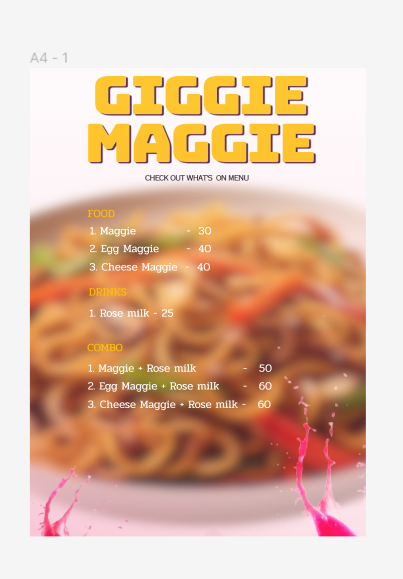 A4 - 1
GIGGIE
MAGGIE
CHECK OUT WHAT'S ON MENU
FOOD
1. Maggie - 30
2. Egg Maggie - 40
3. Cheese Maggie - 40
DRINKS
1. Rose milk - 25
COMBO
1. Maggie + Rose milk - 50
2. Egg Maggie + Rose milk - 60
3. Cheese Maggie + Rose milk - 60